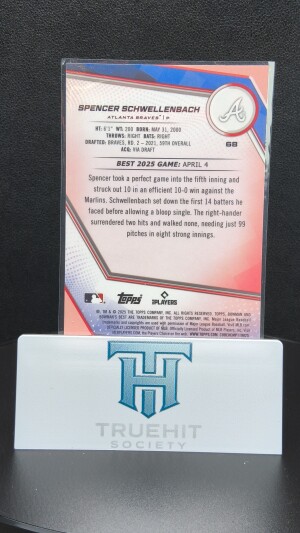 SPENCER SCHWELLENBACH
ATLANTA BRAVES | P
A
68
HT: 6'1" WT: 200 BORN: MAY 31, 2000
THROWS: RIGHT BATS: RIGHT
DRAFTED: BRAVES, RD. 2 – 2021, 59TH OVERALL
ACQ: VIA DRAFT
BEST 2025 GAME: APRIL 4
Spencer took a perfect game into the fifth inning and
struck out 10 in an efficient 10-0 win against the
Marlins. Schwellenbach set down the first 14 batters he
faced before allowing a bloop single. The right-hander
surrendered two hits and walked none, needing just 99
pitches in eight strong innings.
Topps
PLAYERS
TH
TRUEHIT
SOCIETY